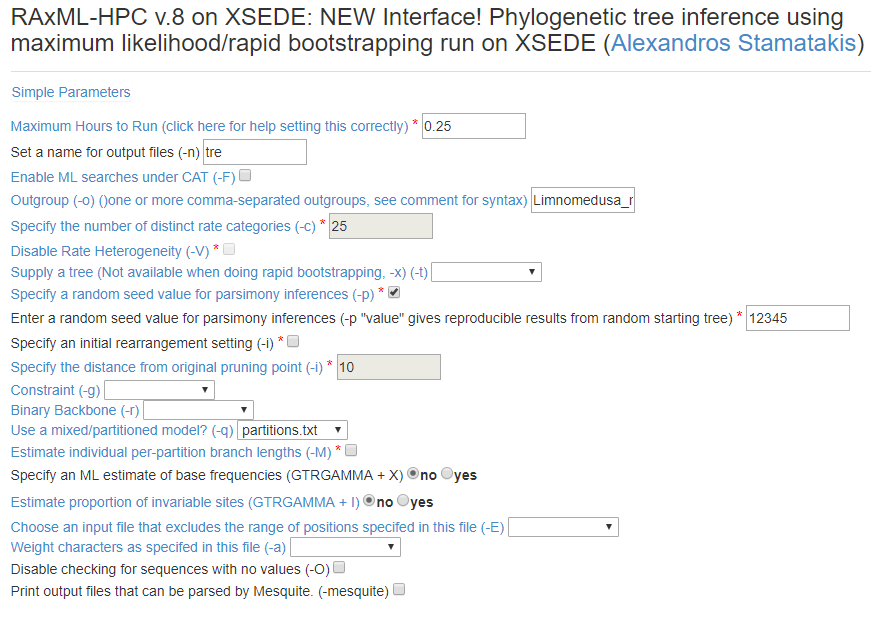 RAxML-HPC v.8 on XSEDE: NEW Interface! Phylogenetic tree inference using
maximum likelihood/rapid bootstrapping run on XSEDE (Alexandros Stamatakis)
Simple Parameters
Maximum Hours to Run (click here for help setting this correctly) * 0.25
Set a name for output files (-n) tre
Enable ML searches under CAT (-F)
Outgroup (-o) ()one or more comma-separated outgroups, see comment for syntax) Limnomedusa_r
Specify the number of distinct rate categories (-c) * 25
Disable Rate Heterogeneity (-V) *
Supply a tree (Not available when doing rapid bootstrapping, -x) (-t)
Specify a random seed value for parsimony inferences (-p) *
Enter a random seed value for parsimony inferences (-p "value" gives reproducible results from random starting tree) * 12345
Specify an initial rearrangement setting (-i) *
Specify the distance from original pruning point (-i) * 10
Constraint (-g)
Binary Backbone (-r)
Use a mixed/partitioned model? (-q) partitions.txt
Estimate individual per-partition branch lengths (-M) *
Specify an ML estimate of base frequencies (GTRGAMMA + X) no yes
Estimate proportion of invariable sites (GTRGAMMA + I) no yes
Choose an input file that excludes the range of positions specifed in this file (-E)
Weight characters as specifed in this file (-a)
Disable checking for sequences with no values (-O)
Print output files that can be parsed by Mesquite. (-mesquite)